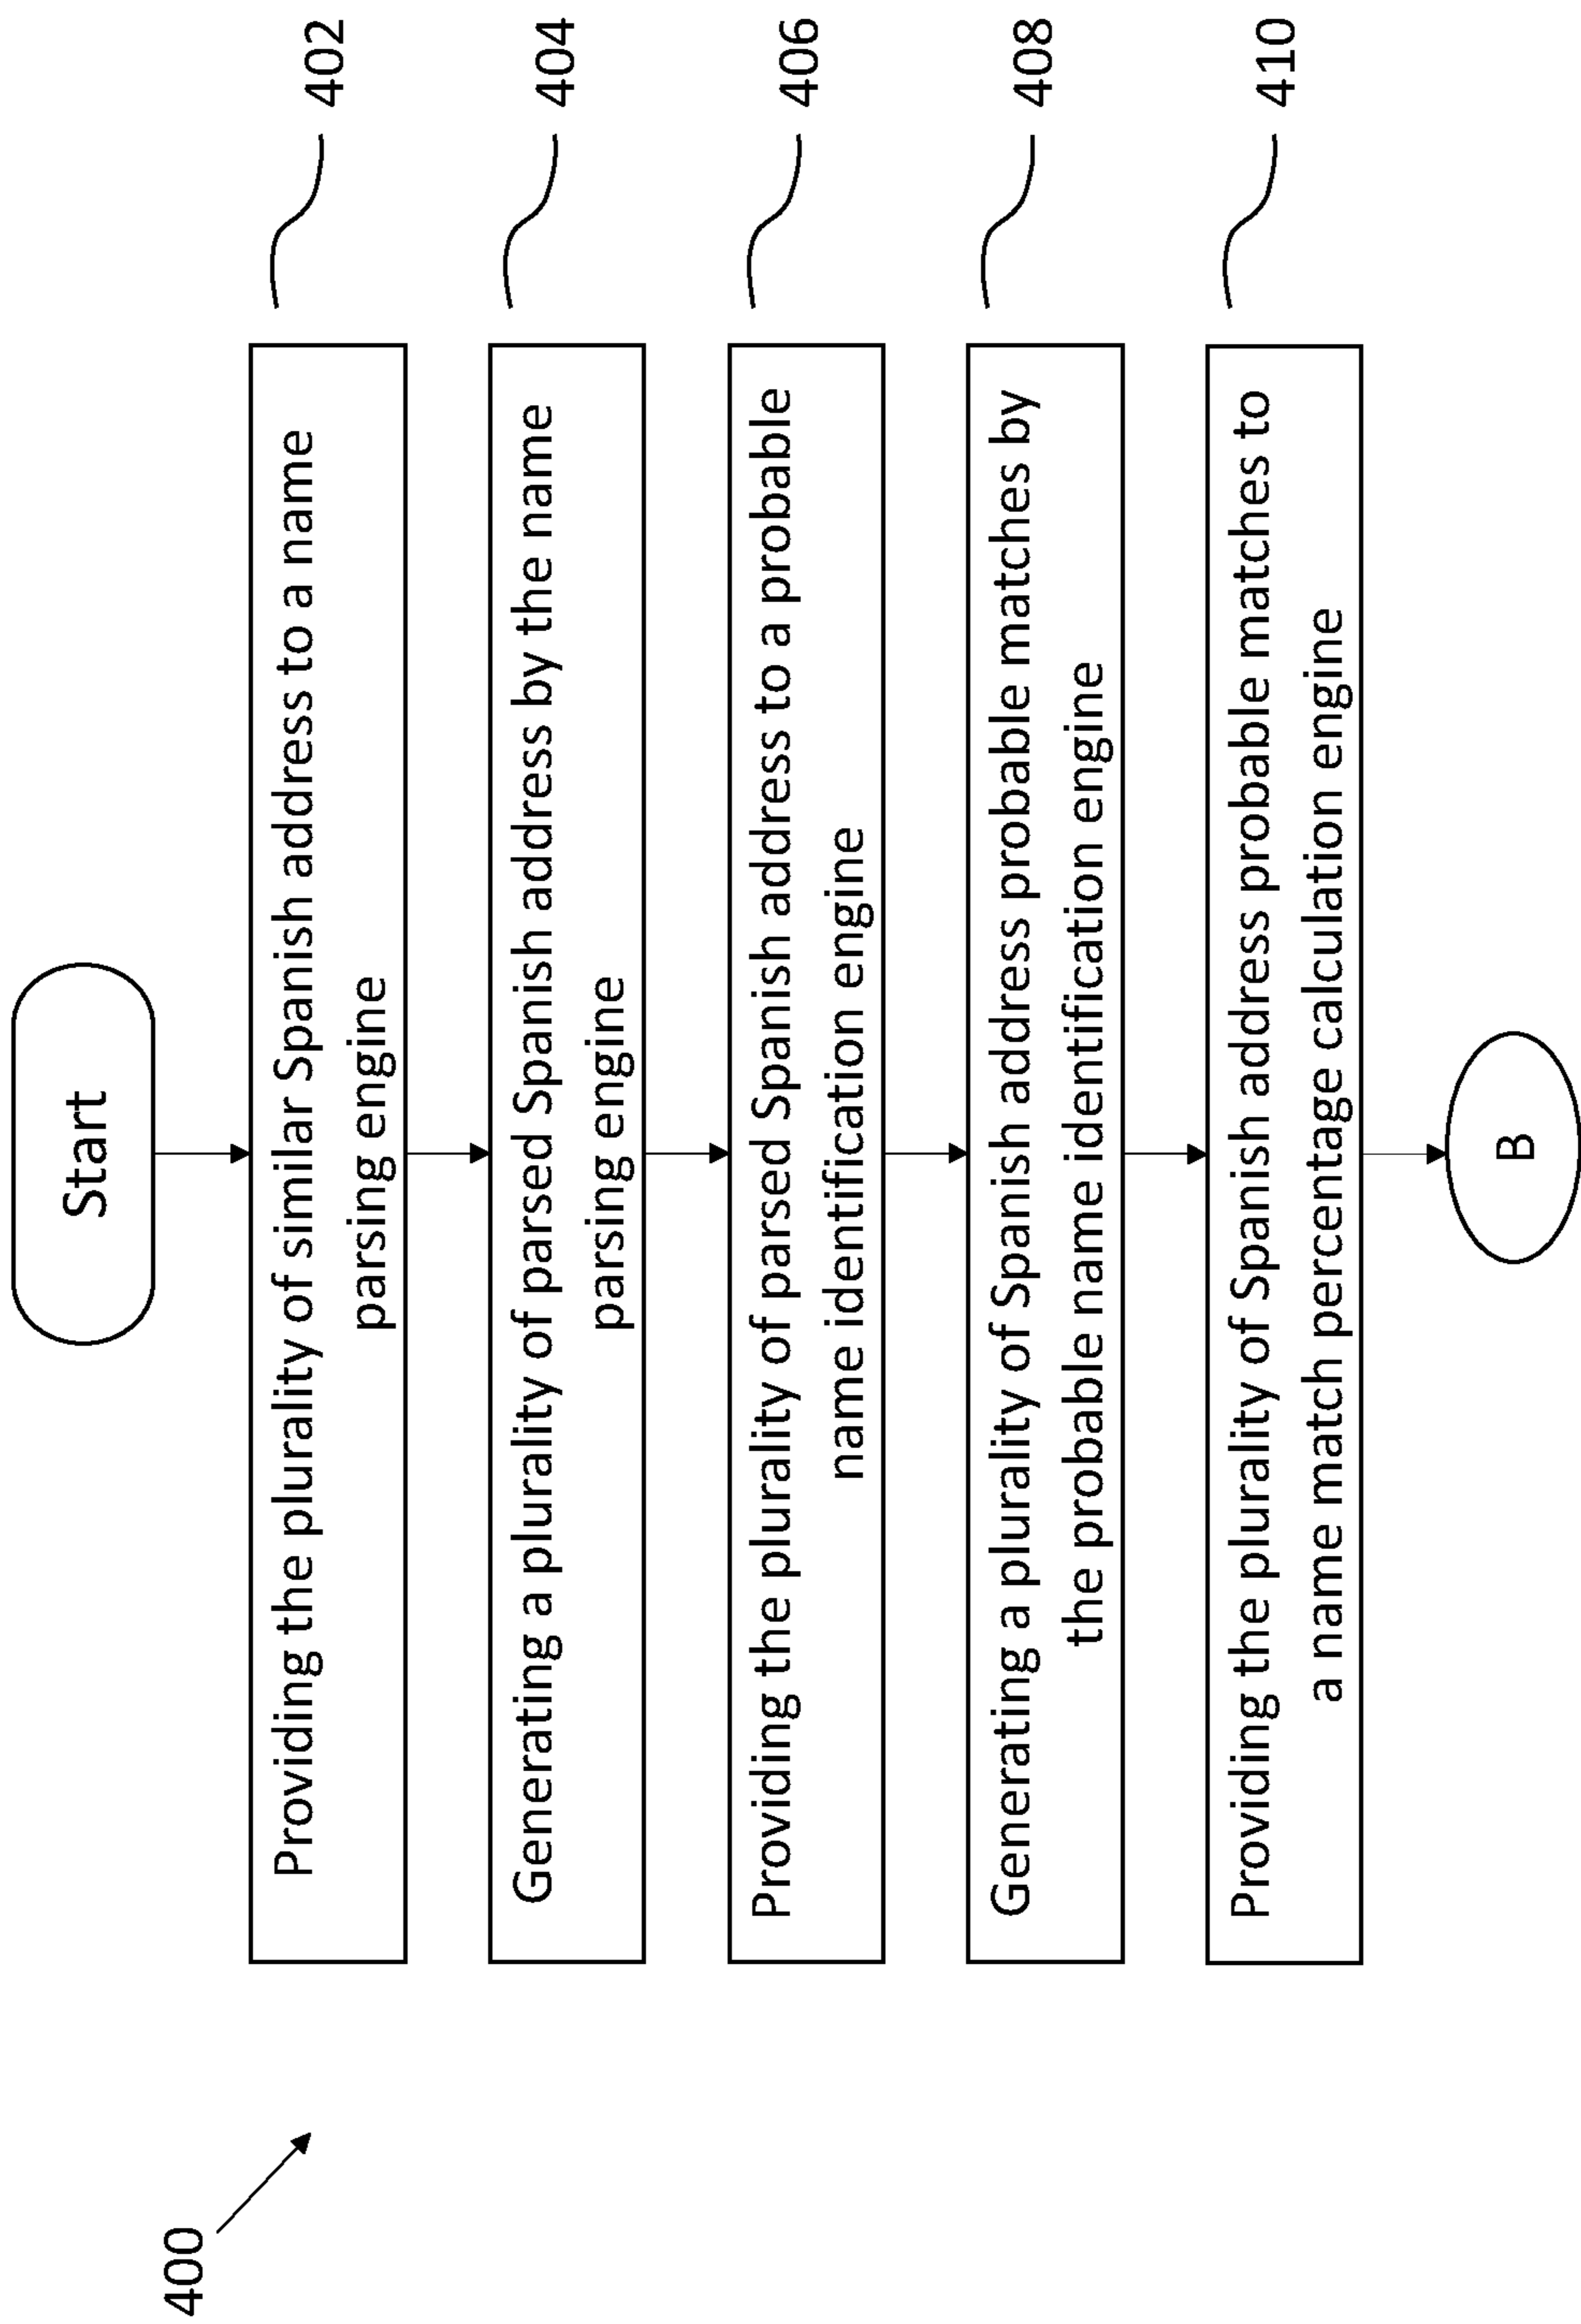 400
Start
Providing the plurality of similar Spanish address to a name
parsing engine
402
Generating a plurality of parsed Spanish address by the name
parsing engine
404
Providing the plurality of parsed Spanish address to a probable
name identification engine
406
Generating a plurality of Spanish address probable matches by
the probable name identification engine
408
Providing the plurality of Spanish address probable matches to
a name match percentage calculation engine
410
B